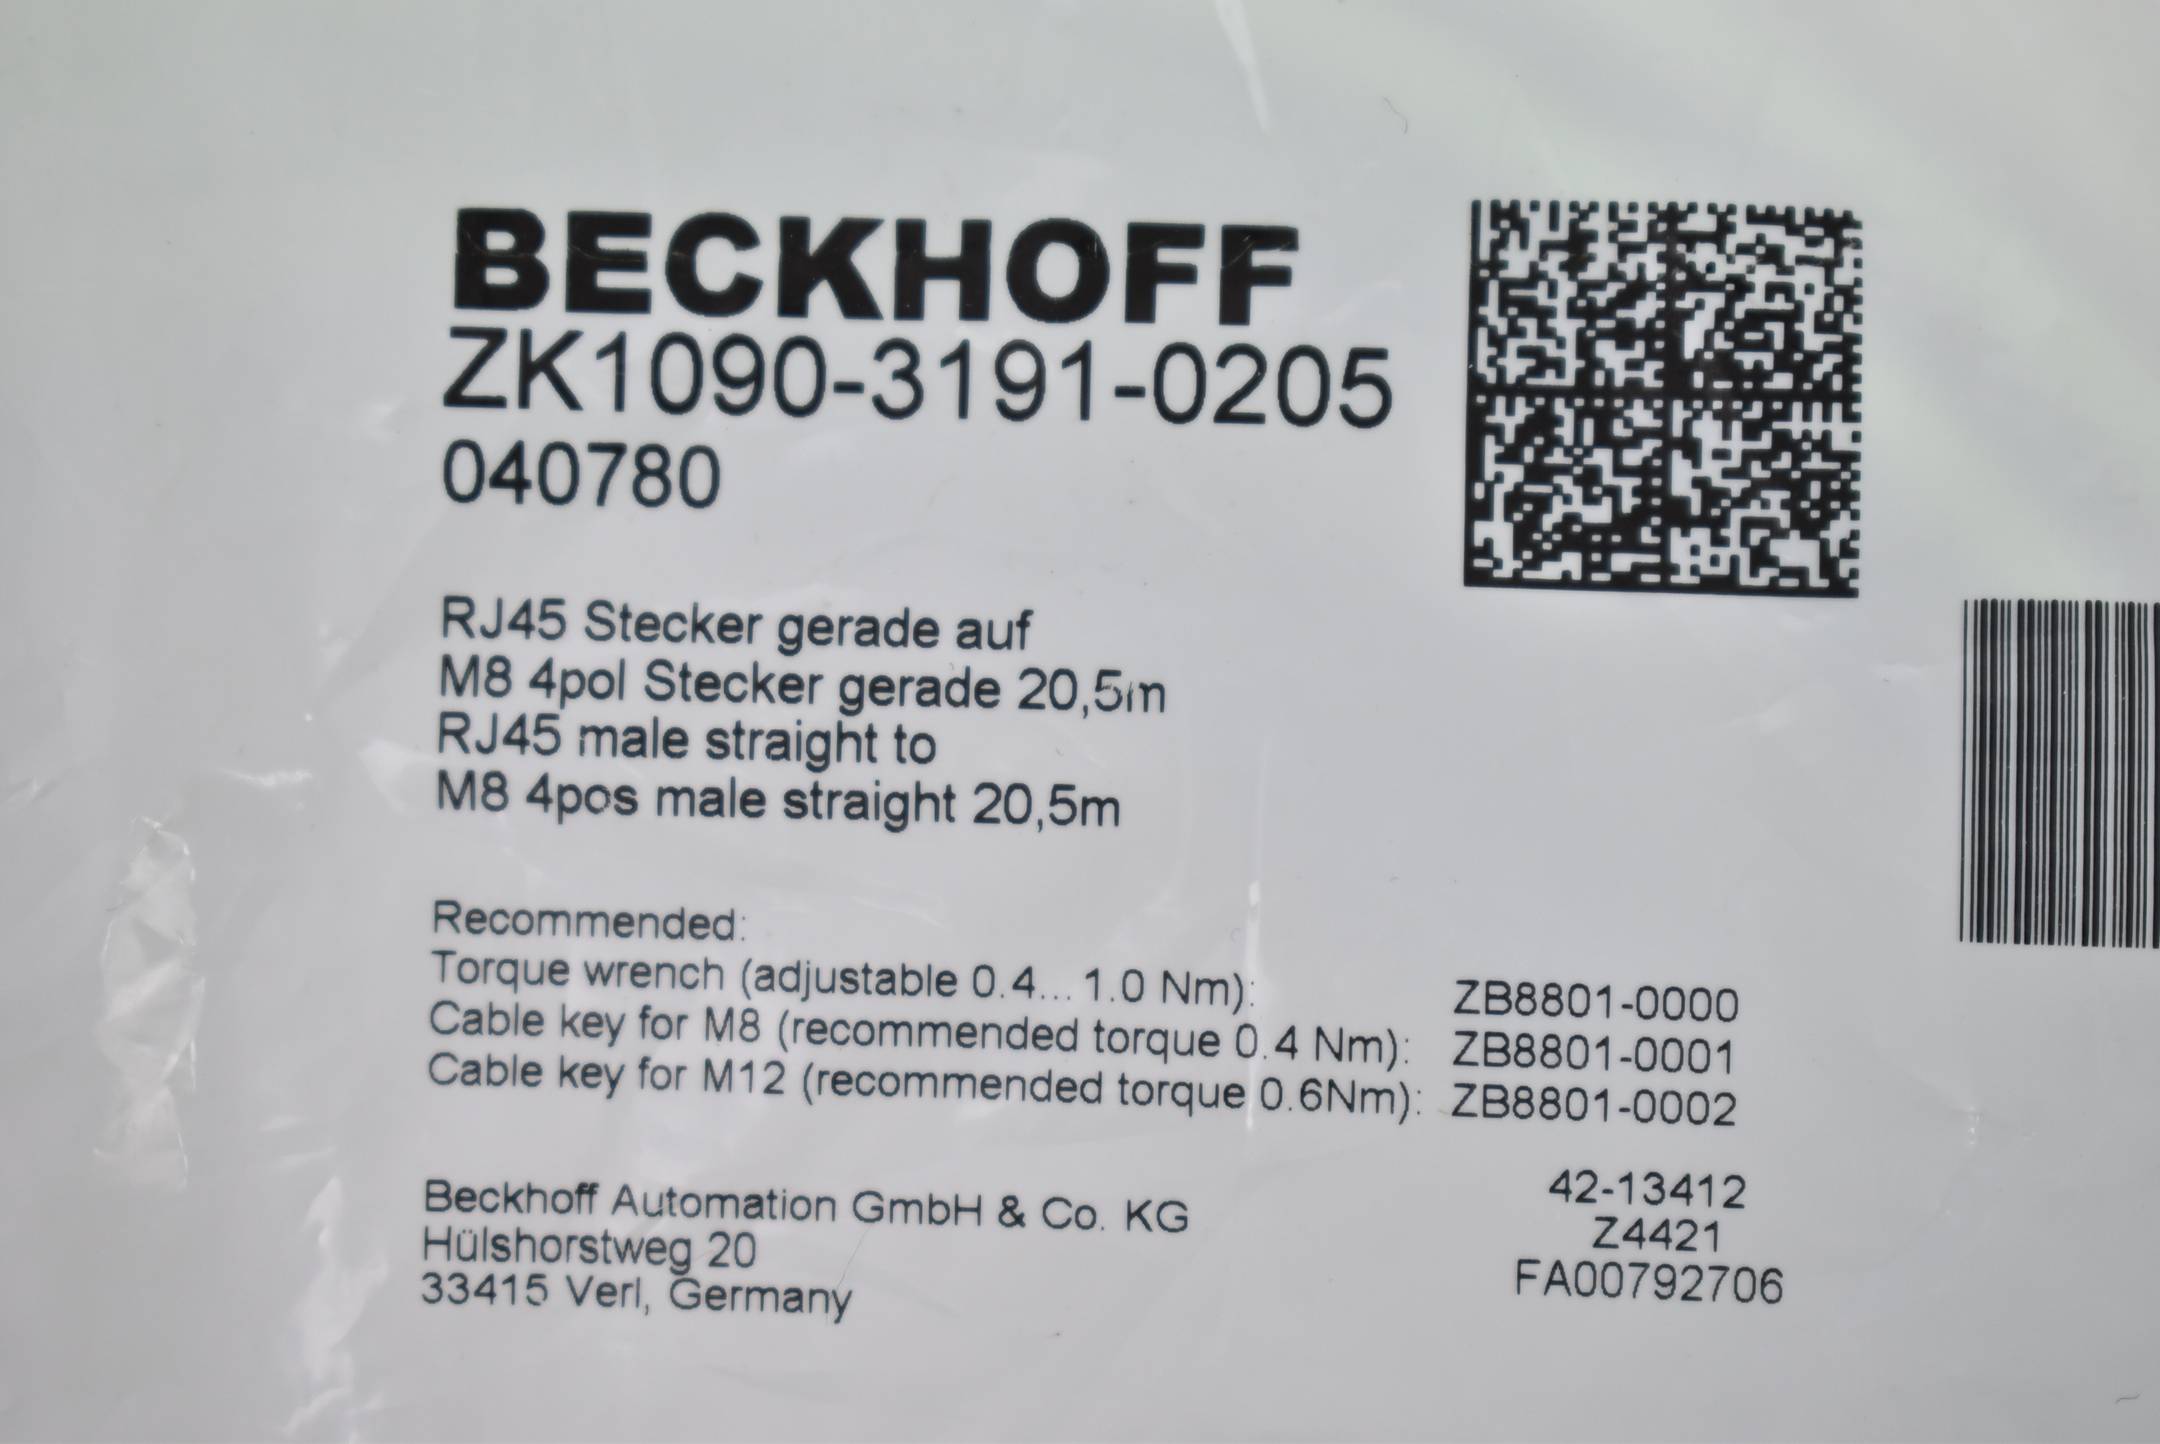 BECKHOFF
ZK1090-3191-0205
040780
RJ45 Stecker gerade auf
M8 4pol Stecker gerade 20,5m
RJ45 male straight to
M8 4pos male straight 20,5m
Recommended:
Torque wrench (adjustable 0.4... 1.0 Nm): ZB8801-0000
Cable key for M8 (recommended torque 0.4 Nm): ZB8801-0001
Cable key for M12 (recommended torque 0.6Nm): ZB8801-0002
Beckhoff Automation GmbH & Co. KG
Hülshorstweg 20
33415 Verl, Germany
42-13412
Z4421
FA00792706